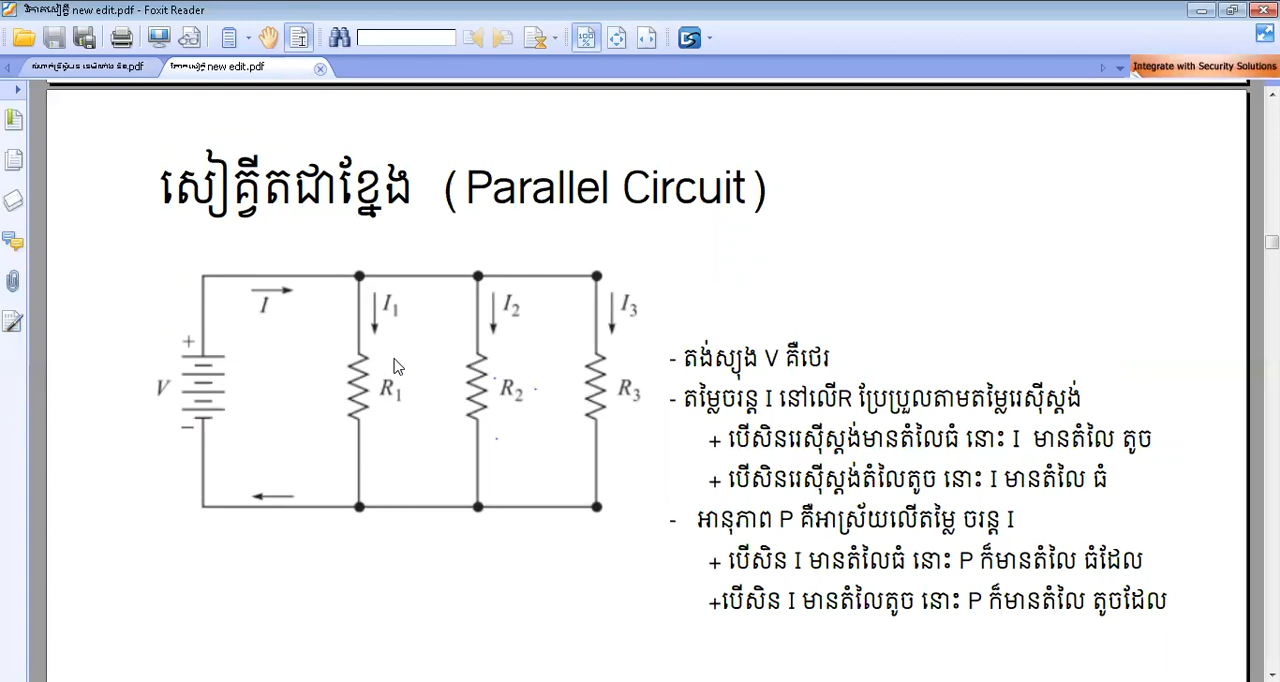 new edit.pdf - Foxit Reader
new edit.pdf
Integrate with Security Solutions
សៀគ្វីតជាខ្នែង (Parallel Circuit)
I
I1
I2
I3
+
V
R1
R2
R3
−
- តង់ស្យុង V គឺថេរ
- តម្លៃចរន្ត I នៅលើR ប្រែប្រួលតាមតម្លៃរេស៊ីស្តង់
+ បើសិនរេស៊ីស្តង់មានតំលៃធំ នោះ I មានតំលៃ តូច
+ បើសិនរេស៊ីស្តង់តំលៃតូច នោះ I មានតំលៃ ធំ
- អានុភាព P គឺអាស្រ័យលើតម្លៃ ចរន្ត I
+ បើសិន I មានតំលៃធំ នោះ P ក៏មានតំលៃ ធំដែល
+បើសិន I មានតំលៃតូច នោះ P ក៏មានតំលៃ តូចដែល